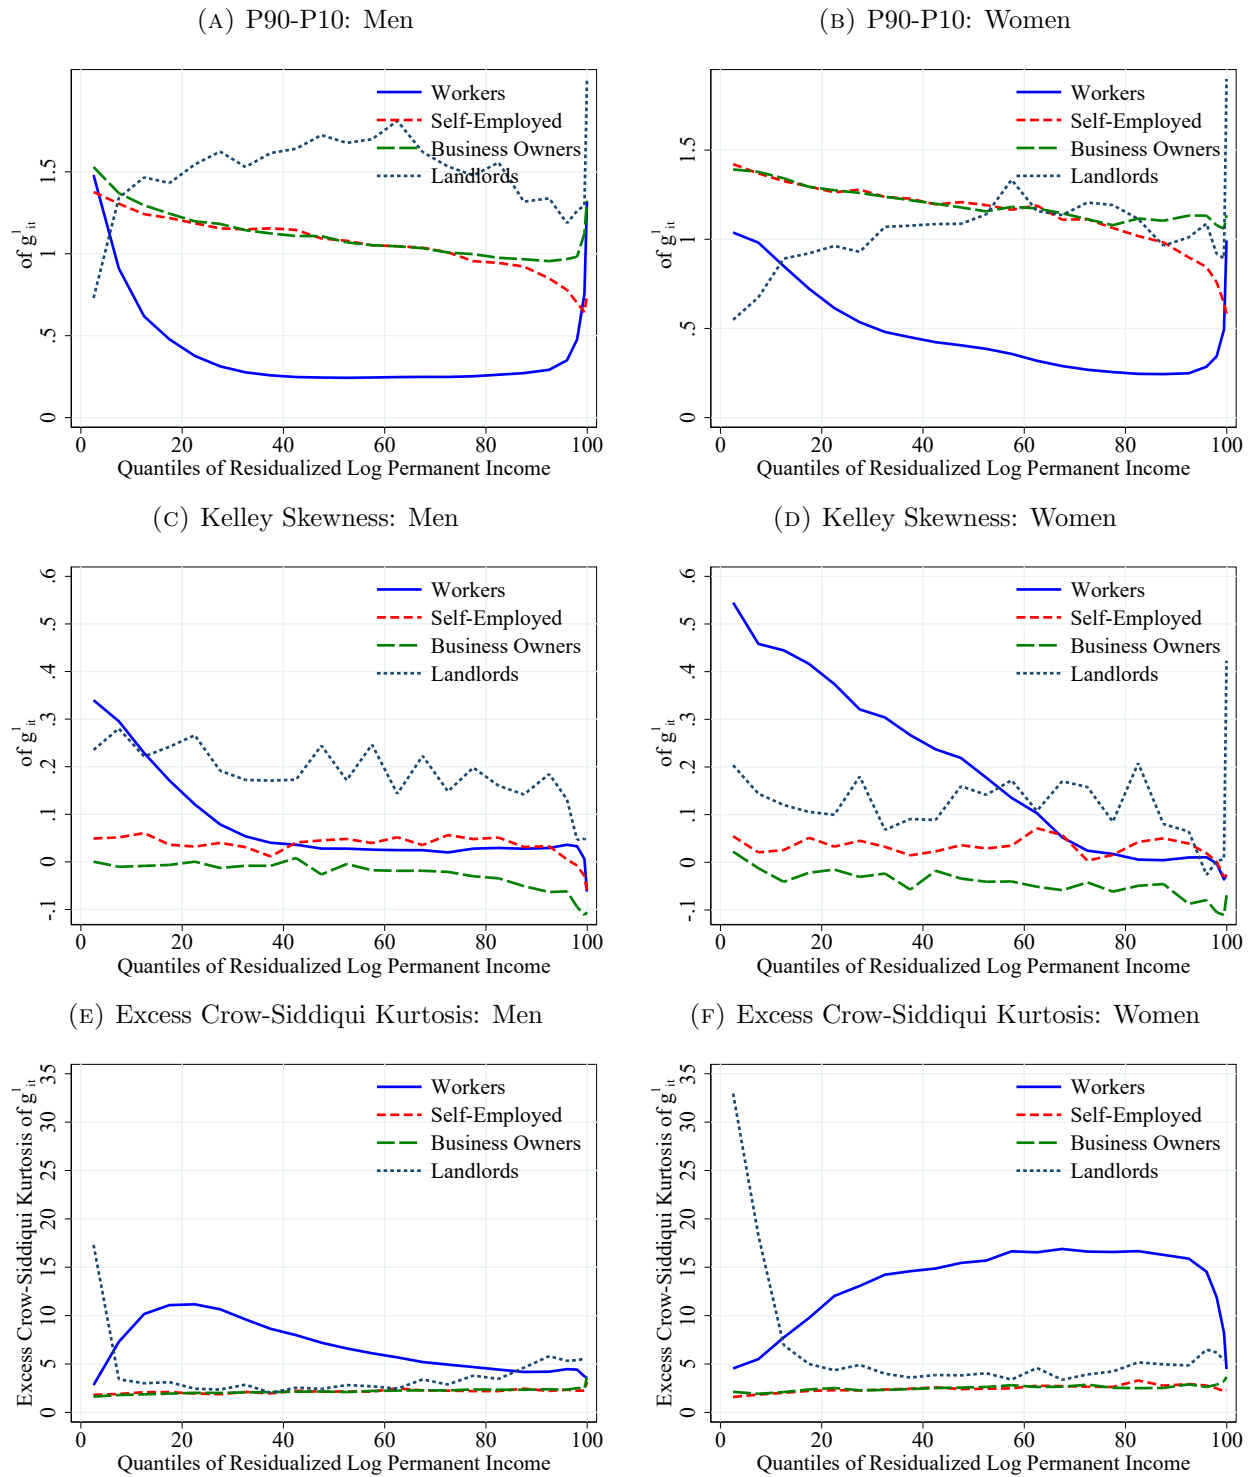 (A) P90-P10: Men
of g¹it
0 .5 1 1.5
Workers
Self-Employed
Business Owners
Landlords
0 20 40 60 80 100
Quantiles of Residualized Log Permanent Income
(B) P90-P10: Women
of g¹it
0 .5 1 1.5
Workers
Self-Employed
Business Owners
Landlords
0 20 40 60 80 100
Quantiles of Residualized Log Permanent Income
(C) Kelley Skewness: Men
of g¹it
-.1 0 .1 .2 .3 .4 .5 .6
Workers
Self-Employed
Business Owners
Landlords
0 20 40 60 80 100
Quantiles of Residualized Log Permanent Income
(D) Kelley Skewness: Women
of g¹it
-.1 0 .1 .2 .3 .4 .5 .6
Workers
Self-Employed
Business Owners
Landlords
0 20 40 60 80 100
Quantiles of Residualized Log Permanent Income
(E) Excess Crow-Siddiqui Kurtosis: Men
Excess Crow-Siddiqui Kurtosis of g¹it
0 5 10 15 20 25 30 35
Workers
Self-Employed
Business Owners
Landlords
0 20 40 60 80 100
Quantiles of Residualized Log Permanent Income
(F) Excess Crow-Siddiqui Kurtosis: Women
Excess Crow-Siddiqui Kurtosis of g¹it
0 5 10 15 20 25 30 35
Workers
Self-Employed
Business Owners
Landlords
0 20 40 60 80 100
Quantiles of Residualized Log Permanent Income